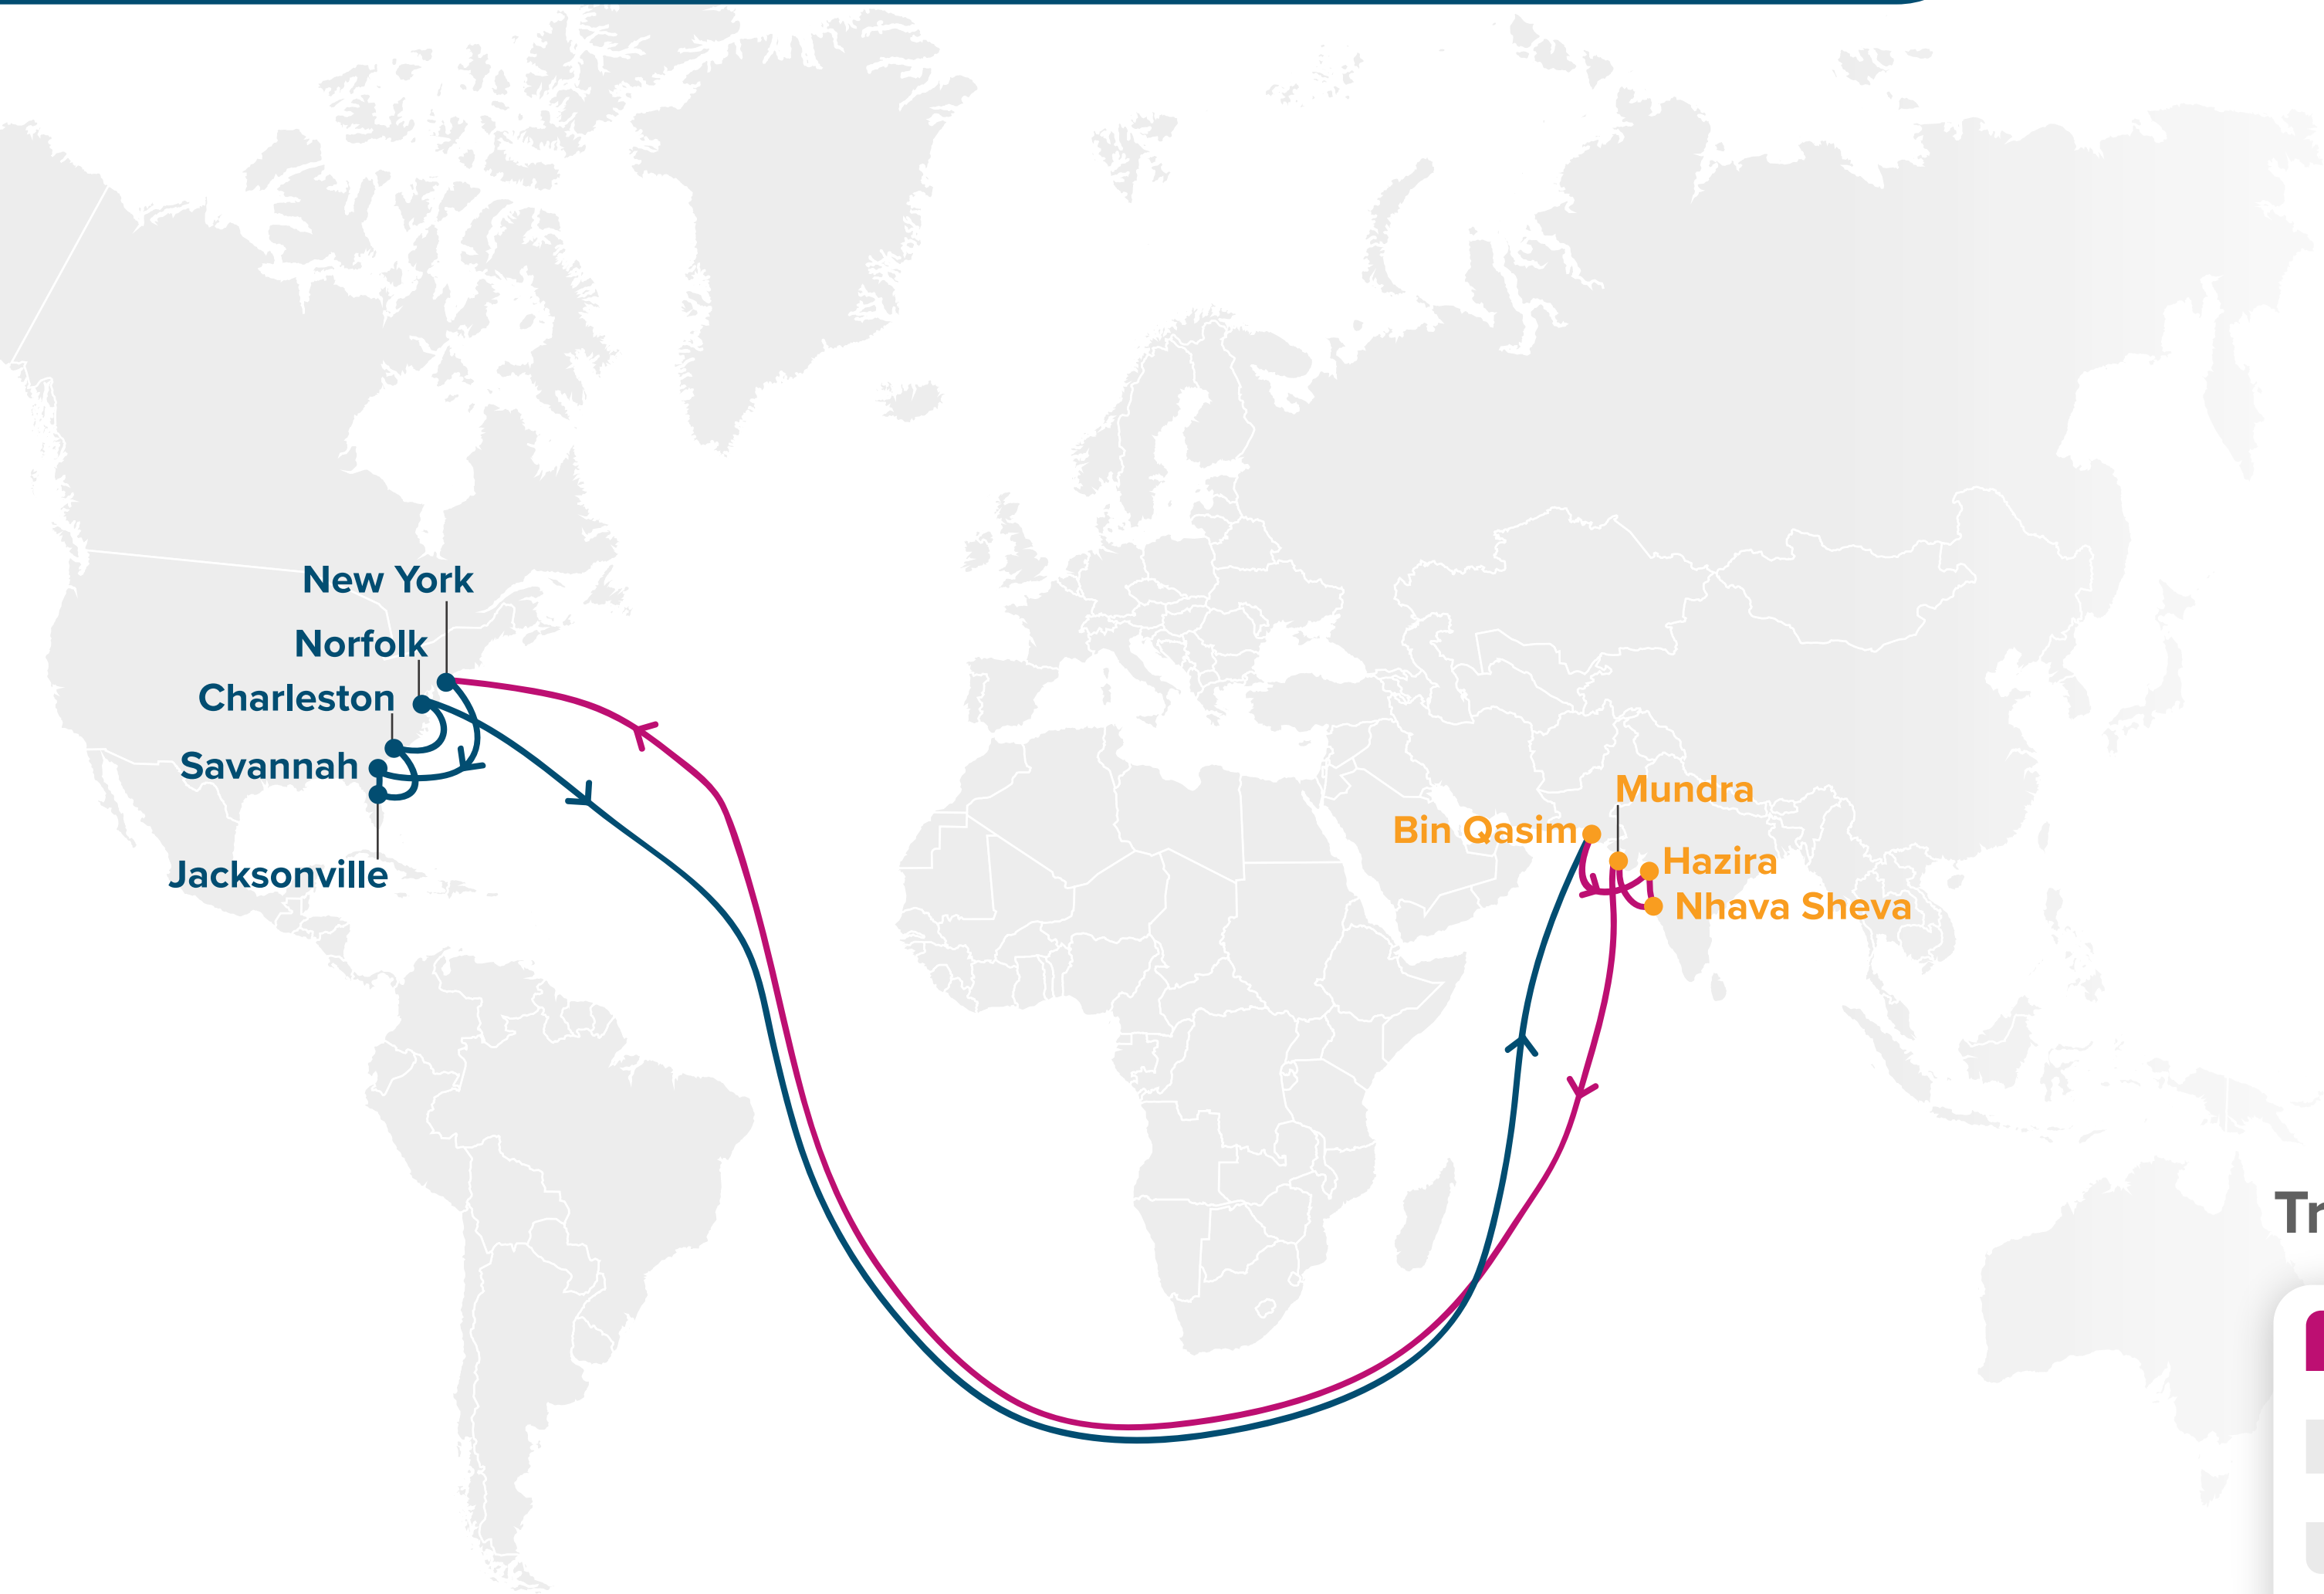 New York
Norfolk
Charleston
Savannah
Jacksonville
Mundra
Bin Qasim
Hazira
Nhava Sheva